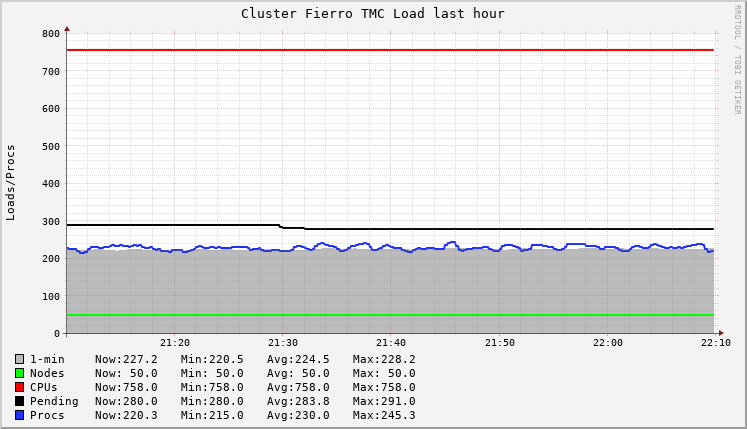 Cluster Fierro TMC Load last hour
RRDTOOL / TOBI OETIKER
Loads/Procs
800
700
600
500
400
300
200
100
0
21:20 21:30 21:40 21:50 22:00 22:10
1-min Now:227.2 Min:220.5 Avg:224.5 Max:228.2
Nodes Now: 50.0 Min: 50.0 Avg: 50.0 Max: 50.0
CPUs Now:758.0 Min:758.0 Avg:758.0 Max:758.0
Pending Now:280.0 Min:280.0 Avg:283.8 Max:291.0
Procs Now:220.3 Min:215.0 Avg:230.0 Max:245.3